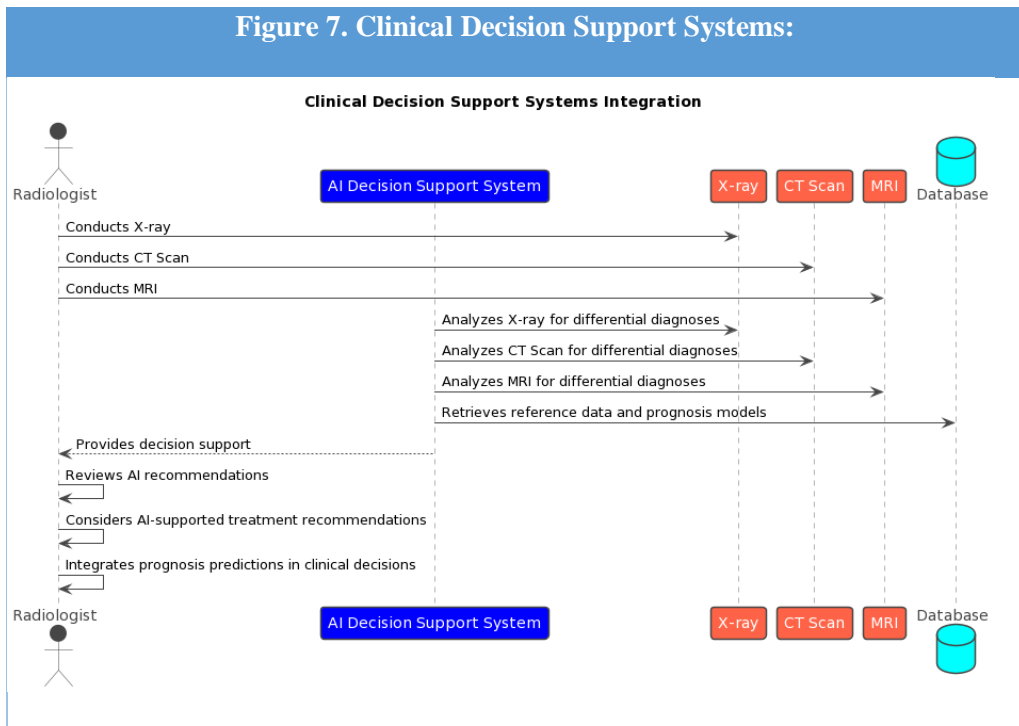 Figure 7. Clinical Decision Support Systems:
Clinical Decision Support Systems Integration
Radiologist
AI Decision Support System
X-ray
CT Scan
MRI
Database
Conducts X-ray
Conducts CT Scan
Conducts MRI
Analyzes X-ray for differential diagnoses
Analyzes CT Scan for differential diagnoses
Analyzes MRI for differential diagnoses
Retrieves reference data and prognosis models
Provides decision support
Reviews AI recommendations
Considers AI-supported treatment recommendations
Integrates prognosis predictions in clinical decisions
Radiologist
AI Decision Support System
X-ray
CT Scan
MRI
Database